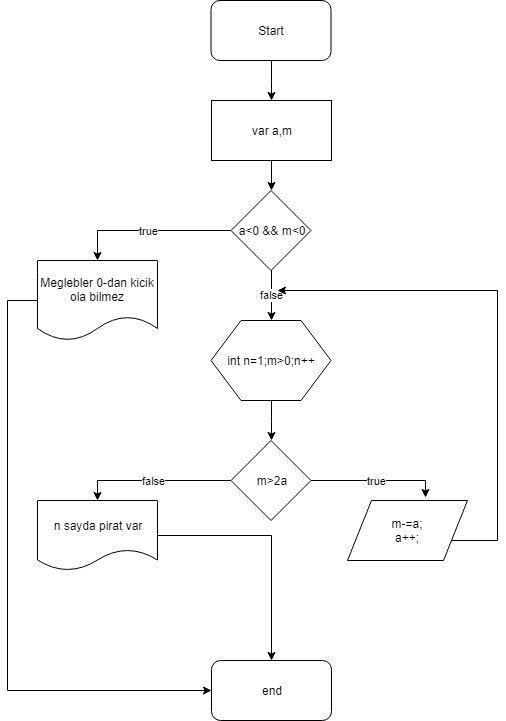 Start
var a,m
a<0 && m<0
true
Meglebler 0-dan kicik
ola bilmez
false
int n=1;m>0;n++
m>2a
false
true
n sayda pirat var
m-=a;
a++;
end